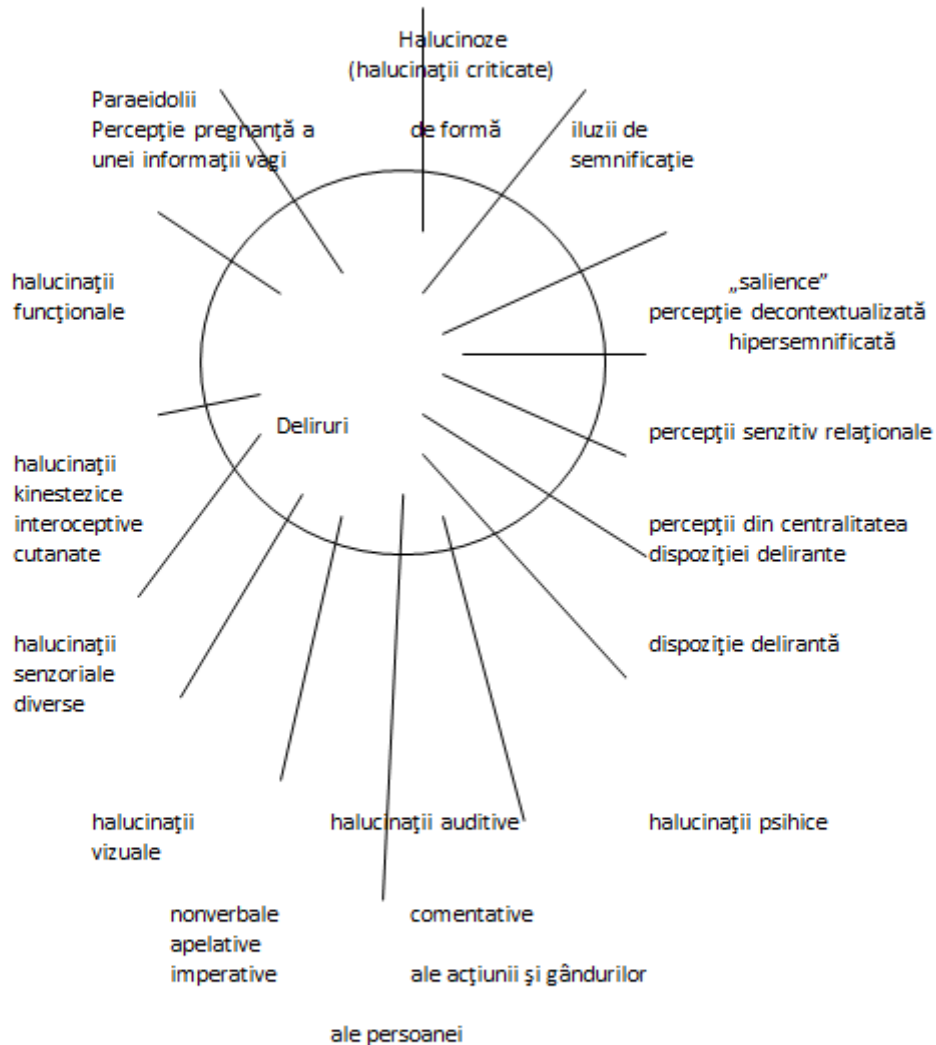 Halucinoze
(halucinaţii criticate)
Paraeidolii
Percepţie pregnanţă a
unei informaţii vagi
de formă
iluzii de
semnificaţie
halucinaţii
funcţionale
„salience”
percepţie decontextualizată
hipersemnificată
Deliruri
percepţii senzitiv relaţionale
halucinaţii
kinestezice
interoceptive
cutanate
percepţii din centralitatea
dispoziţiei delirante
halucinaţii
senzoriale
diverse
dispoziţie delirantă
halucinaţii
vizuale
halucinaţii auditive
halucinaţii psihice
nonverbale
apelative
imperative
comentative
ale acţiunii şi gândurilor
ale persoanei